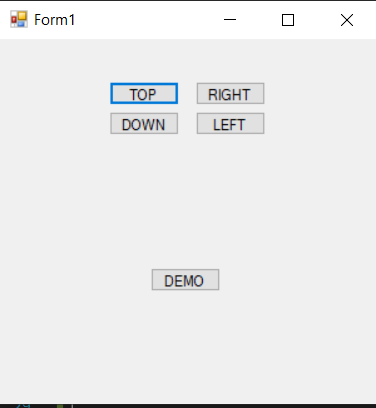 Form1
TOP RIGHT
DOWN LEFT
DEMO